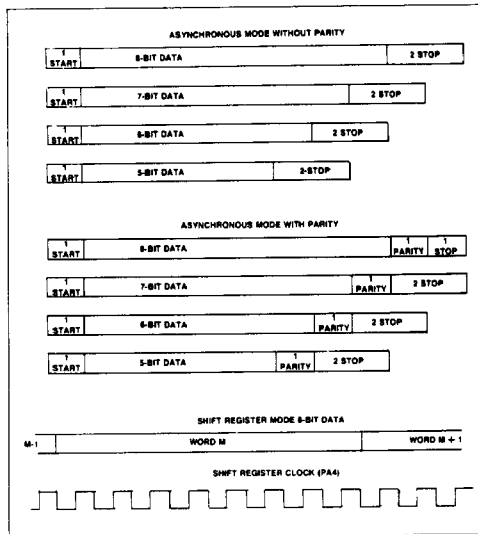 ASYNCHRONOUS MODE WITHOUT PARITY
1 START 8-BIT DATA 2 STOP
1 START 7-BIT DATA 2 STOP
1 START 6-BIT DATA 2 STOP
1 START 5-BIT DATA 2-STOP
ASYNCHRONOUS MODE WITH PARITY
1 START 8-BIT DATA 1 PARITY 1 STOP
1 START 7-BIT DATA 1 PARITY 2 STOP
1 START 6-BIT DATA 1 PARITY 2 STOP
1 START 5-BIT DATA 1 PARITY 2 STOP
SHIFT REGISTER MODE 8-BIT DATA
M-1 WORD M WORD M + 1
SHIFT REGISTER CLOCK (PA4)